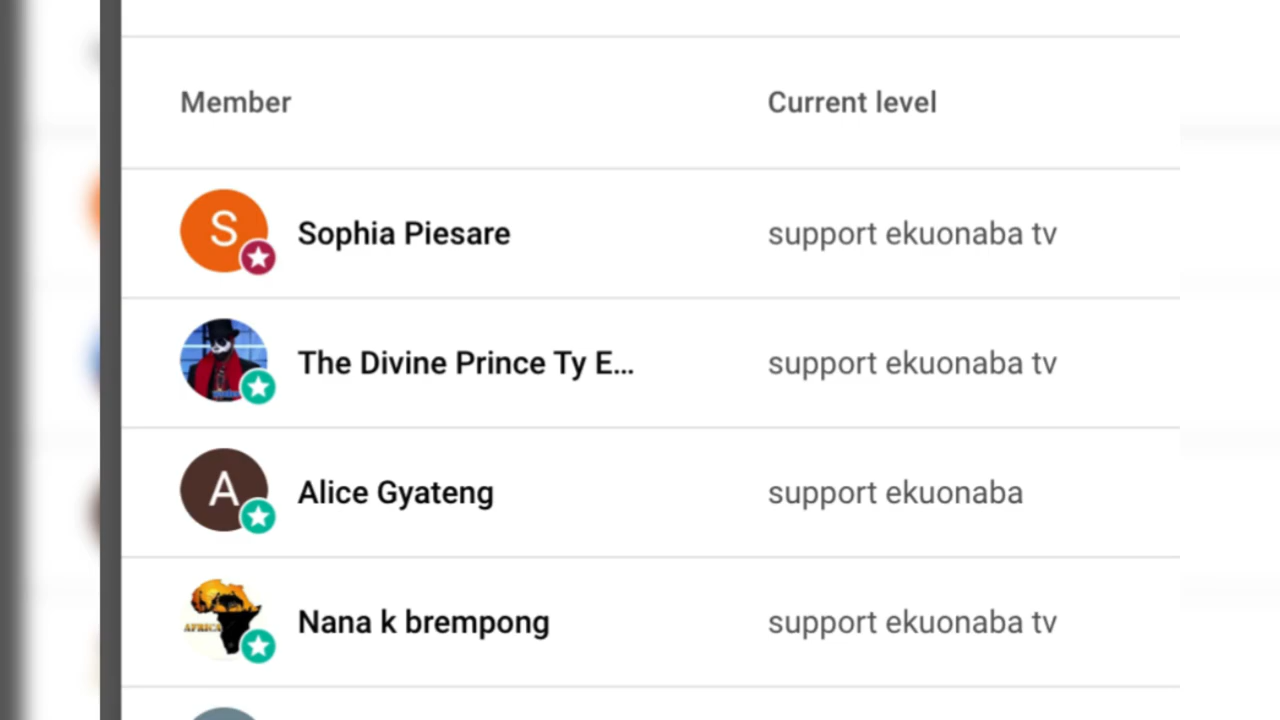 Member Current level
S Sophia Piesare support ekuonaba tv
The Divine Prince Ty E... support ekuonaba tv
A Alice Gyateng support ekuonaba
AFRICA Nana k brempong support ekuonaba tv